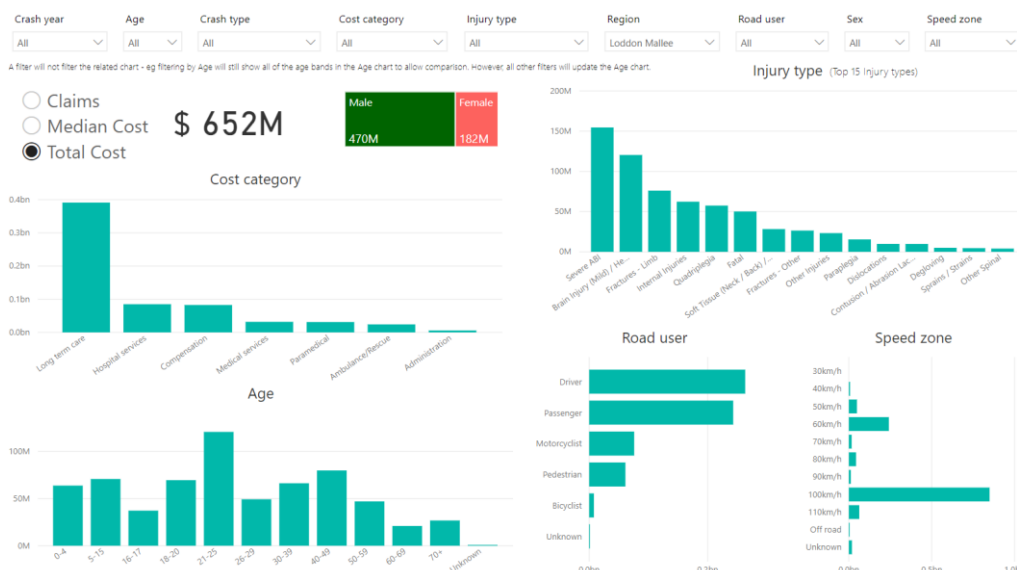 Crash year Age Crash type Cost category Injury type Region Road user Sex Speed zone
All All All All All Loddon Mallee All All All
A filter will not filter the related chart - eg filtering by Age will still show all of the age bands in the Age chart to allow comparison. However, all other filters will update the Age chart.
Claims
Median Cost
Total Cost
$ 652M
Male Female
470M 182M
Injury type (Top 15 Injury types)
200M
150M
100M
50M
0M
Severe ABI
Brain Injury (Mild) / He...
Fractures - Limb
Internal Injuries
Quadriplegia
Fatal
Soft Tissue (Neck / Back) /...
Fractures - Other
Other Injuries
Paraplegia
Dislocations
Contusion / Abrasion Lac...
Degloving
Sprains / Strains
Other Spinal
Cost category
0.4bn
0.3bn
0.2bn
0.1bn
0.0bn
Long term care
Hospital services
Compensation
Medical services
Paramedical
Ambulance/Rescue
Administration
Age
100M
50M
0M
0-4
5-15
16-17
18-20
21-25
26-29
30-39
40-49
50-59
60-69
70+
Unknown
Road user
Driver
Passenger
Motorcyclist
Pedestrian
Bicyclist
Unknown
0.0bn 0.2bn
Speed zone
30km/h
40km/h
50km/h
60km/h
70km/h
80km/h
90km/h
100km/h
110km/h
Off road
Unknown
0.0bn 0.5bn